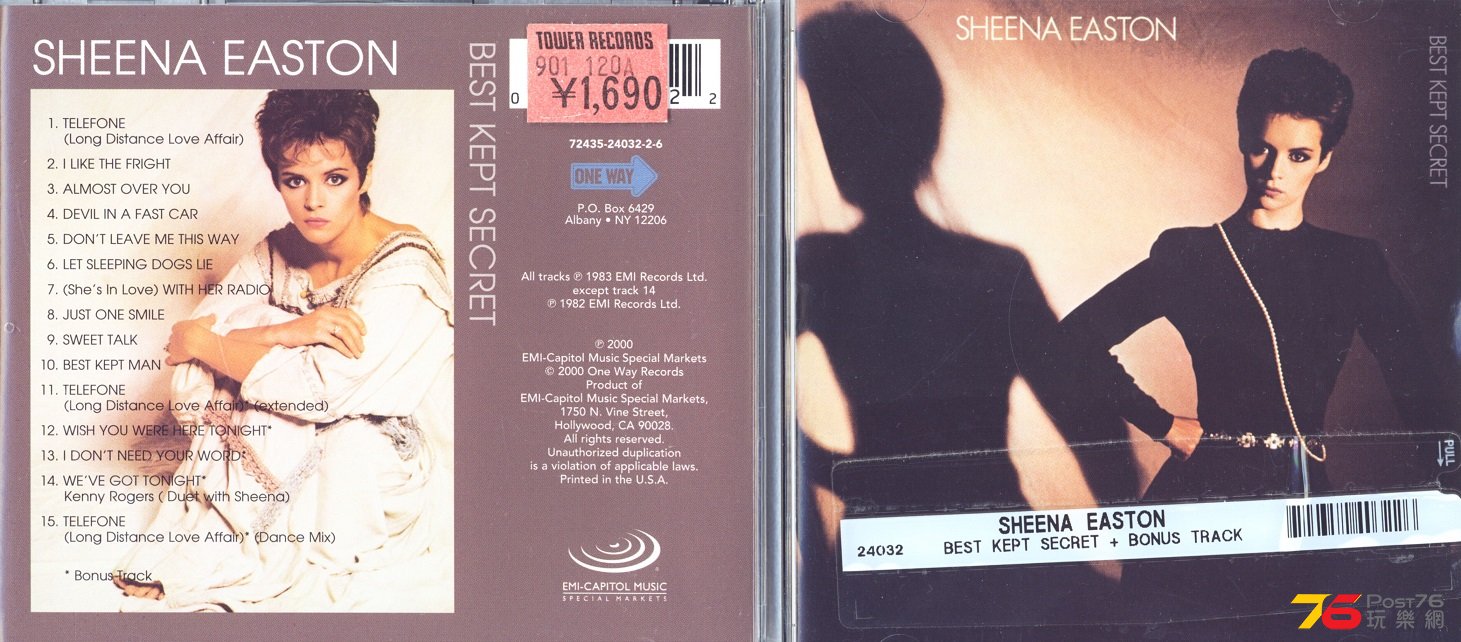 SHEENA EASTON
1. TELEFONE
(Long Distance Love Affair)
2. I LIKE THE FRIGHT
3. ALMOST OVER YOU
4. DEVIL IN A FAST CAR
5. DON'T LEAVE ME THIS WAY
6. LET SLEEPING DOGS LIE
7. (She's In Love) WITH HER RADIO
8. JUST ONE SMILE
9. SWEET TALK
10. BEST KEPT MAN
11. TELEFONE
(Long Distance Love Affair)* (extended)
12. WISH YOU WERE HERE TONIGHT*
13. I DON'T NEED YOUR WORD*
14. WE'VE GOT TONIGHT*
Kenny Rogers ( Duet with Sheena)
15. TELEFONE
(Long Distance Love Affair)* (Dance Mix)
* Bonus Track
BEST KEPT SECRET
TOWER RECORDS
901 120A
¥1,690
0 2 2
72435-24032-2-6
ONE WAY
P.O. Box 6429
Albany • NY 12206
All tracks ℗ 1983 EMI Records Ltd.
except track 14
℗ 1982 EMI Records Ltd.
℗ 2000
EMI-Capitol Music Special Markets
© 2000 One Way Records
Product of
EMI-Capitol Music Special Markets,
1750 N. Vine Street,
Hollywood, CA 90028.
All rights reserved.
Unauthorized duplication
is a violation of applicable laws.
Printed in the U.S.A.
EMI-CAPITOL MUSIC
SPECIAL MARKETS
SHEENA EASTON
BEST KEPT SECRET
PULL
SHEENA EASTON
24032 BEST KEPT SECRET + BONUS TRACK
76 Post76
玩樂網